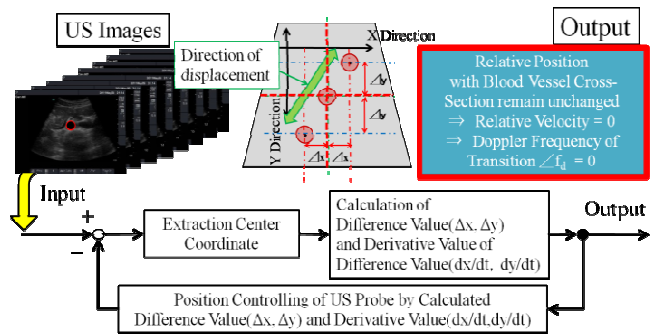 US Images
Direction of
displacement
X Direction
Y Direction
Δy
Δy
Δx
Δx
Output
Relative Position
with Blood Vessel Cross-
Section remain unchanged
⇒ Relative Velocity = 0
⇒ Doppler Frequency of
Transition ∠f_d = 0
Input
+
−
Extraction Center
Coordinate
Calculation of
Difference Value(Δx, Δy)
and Derivative Value of
Difference Value(dx/dt, dy/dt)
Output
Position Controlling of US Probe by Calculated
Difference Value(Δx, Δy) and Derivative Value(dx/dt,dy/dt)